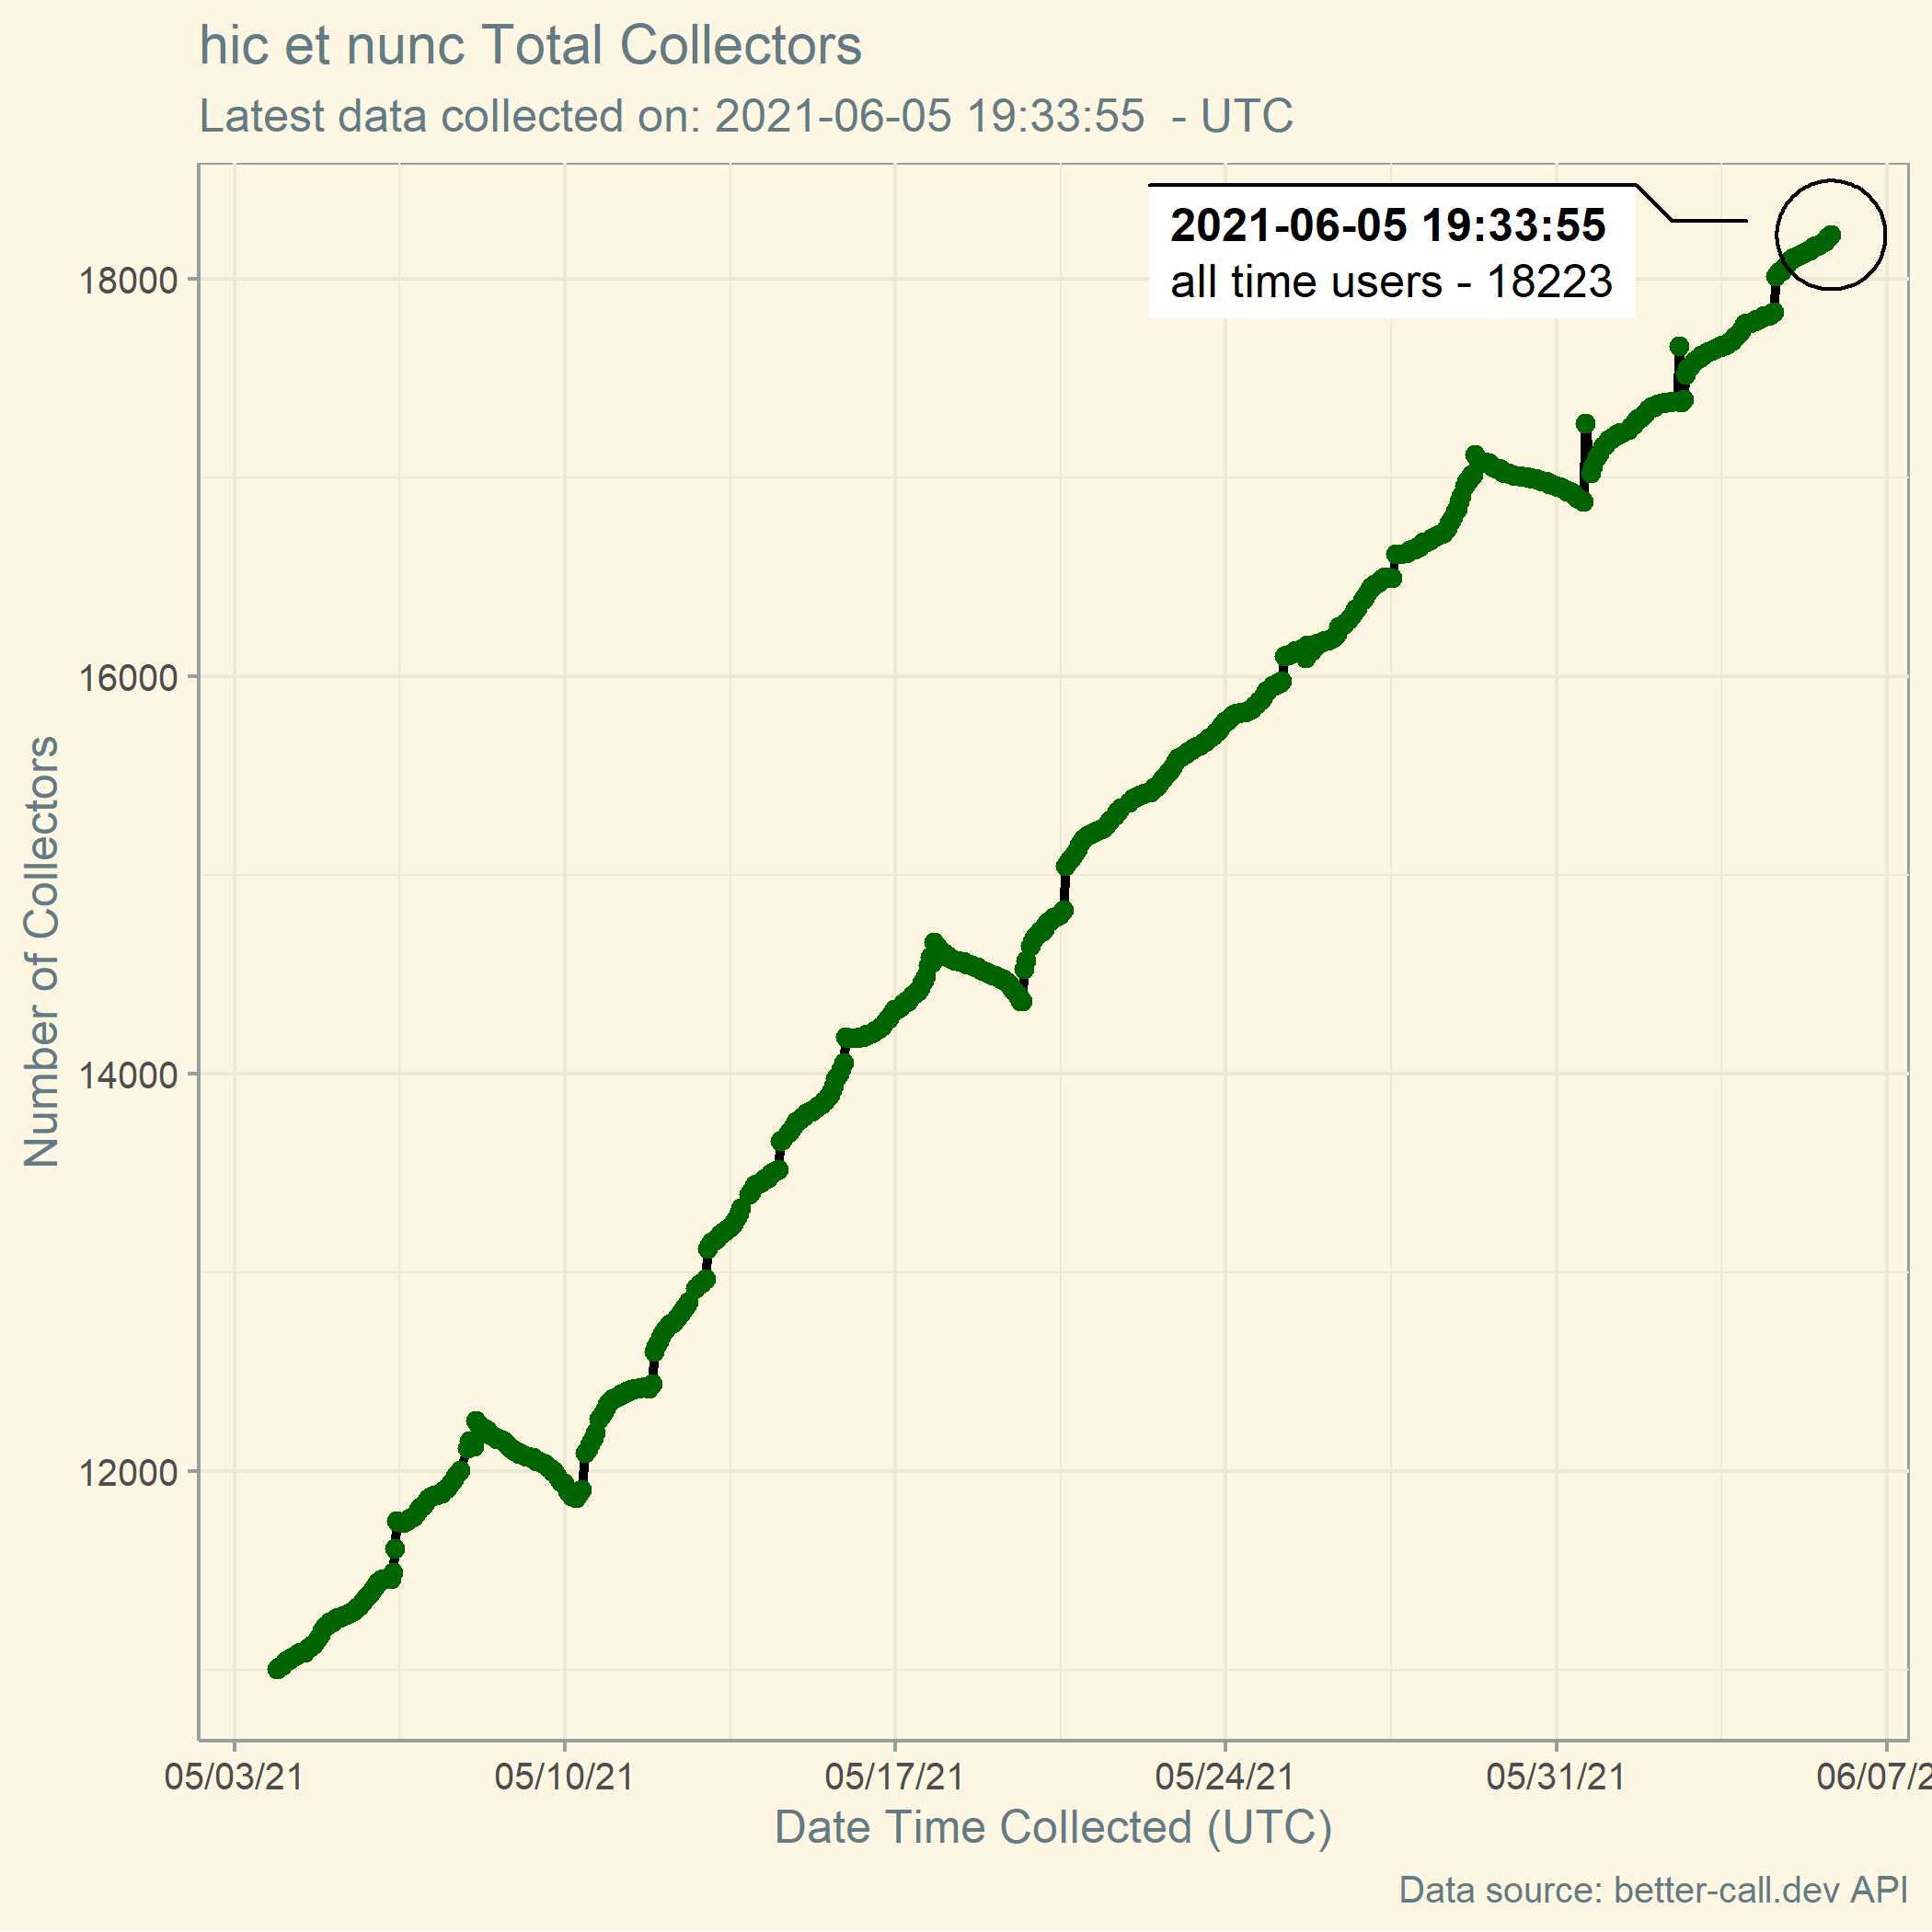 hic et nunc Total Collectors
Latest data collected on: 2021-06-05 19:33:55 - UTC
2021-06-05 19:33:55
all time users - 18223
18000
16000
14000
12000
Number of Collectors
05/03/21 05/10/21 05/17/21 05/24/21 05/31/21 06/07/2
Date Time Collected (UTC)
Data source: better-call.dev API